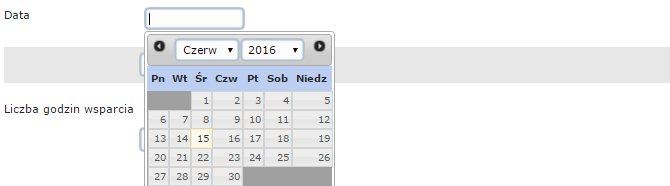 Data
Czerw 2016
Pn Wt Śr Czw Pt Sob Niedz
1 2 3 4 5
6 7 8 9 10 11 12
Liczba godzin wsparcia
13 14 15 16 17 18 19
20 21 22 23 24 25 26
27 28 29 30